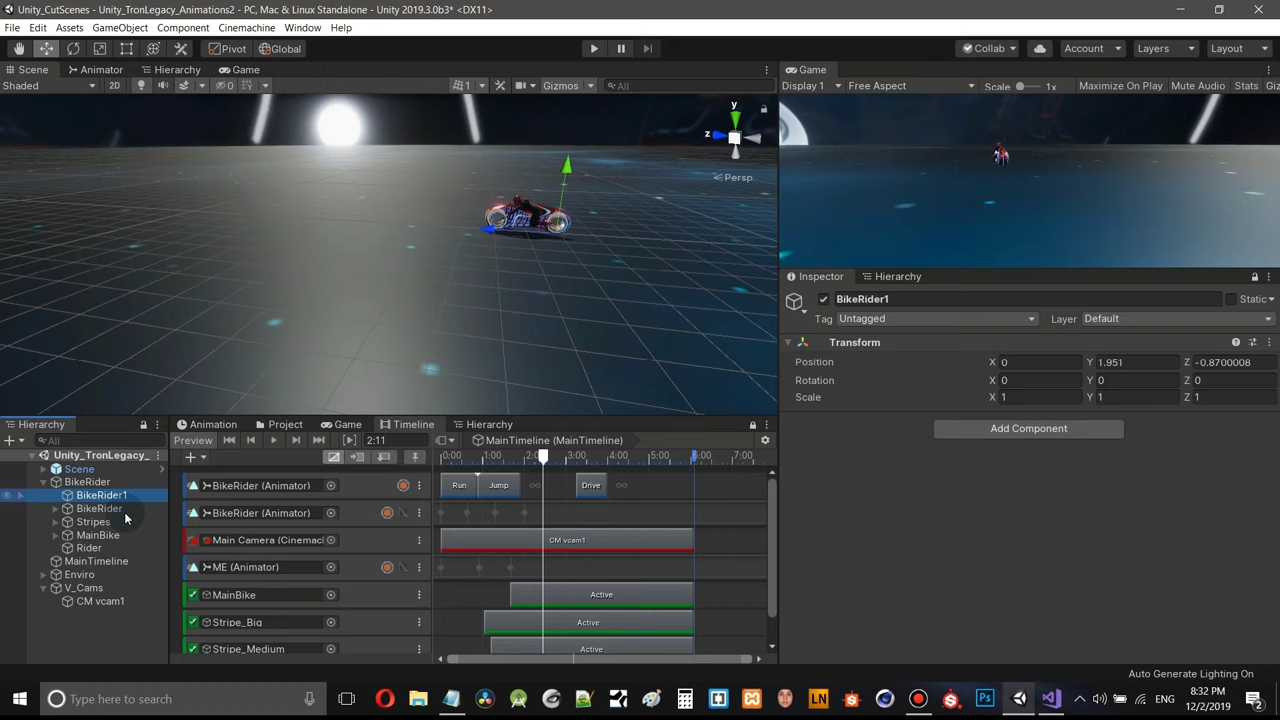 Unity_CutScenes - Unity_TronLegacy_Animations2 - PC, Mac & Linux Standalone - Unity 2019.3.0b3* <DX11>
File Edit Assets GameObject Component Cinemachine Window Help
Pivot Global Collab Account Layers Layout
Scene Animator Hierarchy Game
Shaded 2D 0 1 Gizmos All
y
z
Persp
Game
Display 1 Free Aspect Scale 1x Maximize On Play Mute Audio Stats Giz
Inspector Hierarchy
BikeRider1 Static
Tag Untagged Layer Default
Transform
Position X 0 Y 1.951 Z -0.8700008
Rotation X 0 Y 0 Z 0
Scale X 1 Y 1 Z 1
Add Component
Hierarchy
All
Unity_TronLegacy_
Scene
BikeRider
BikeRider1
BikeRider
Stripes
MainBike
Rider
MainTimeline
Enviro
V_Cams
CM vcam1
Animation Project Game Timeline Hierarchy
Preview 2:11 MainTimeline (MainTimeline)
0:00 1:00 2:0 3:00 4:00 5:00 6:00 7:00
BikeRider (Animator) Run Jump Drive
BikeRider (Animator)
Main Camera (Cinemac CM vcam1
ME (Animator)
MainBike Active
Stripe_Big Active
Stripe_Medium Active
Auto Generate Lighting On
Type here to search
LN
Ps
ENG
8:32 PM
12/2/2019
2